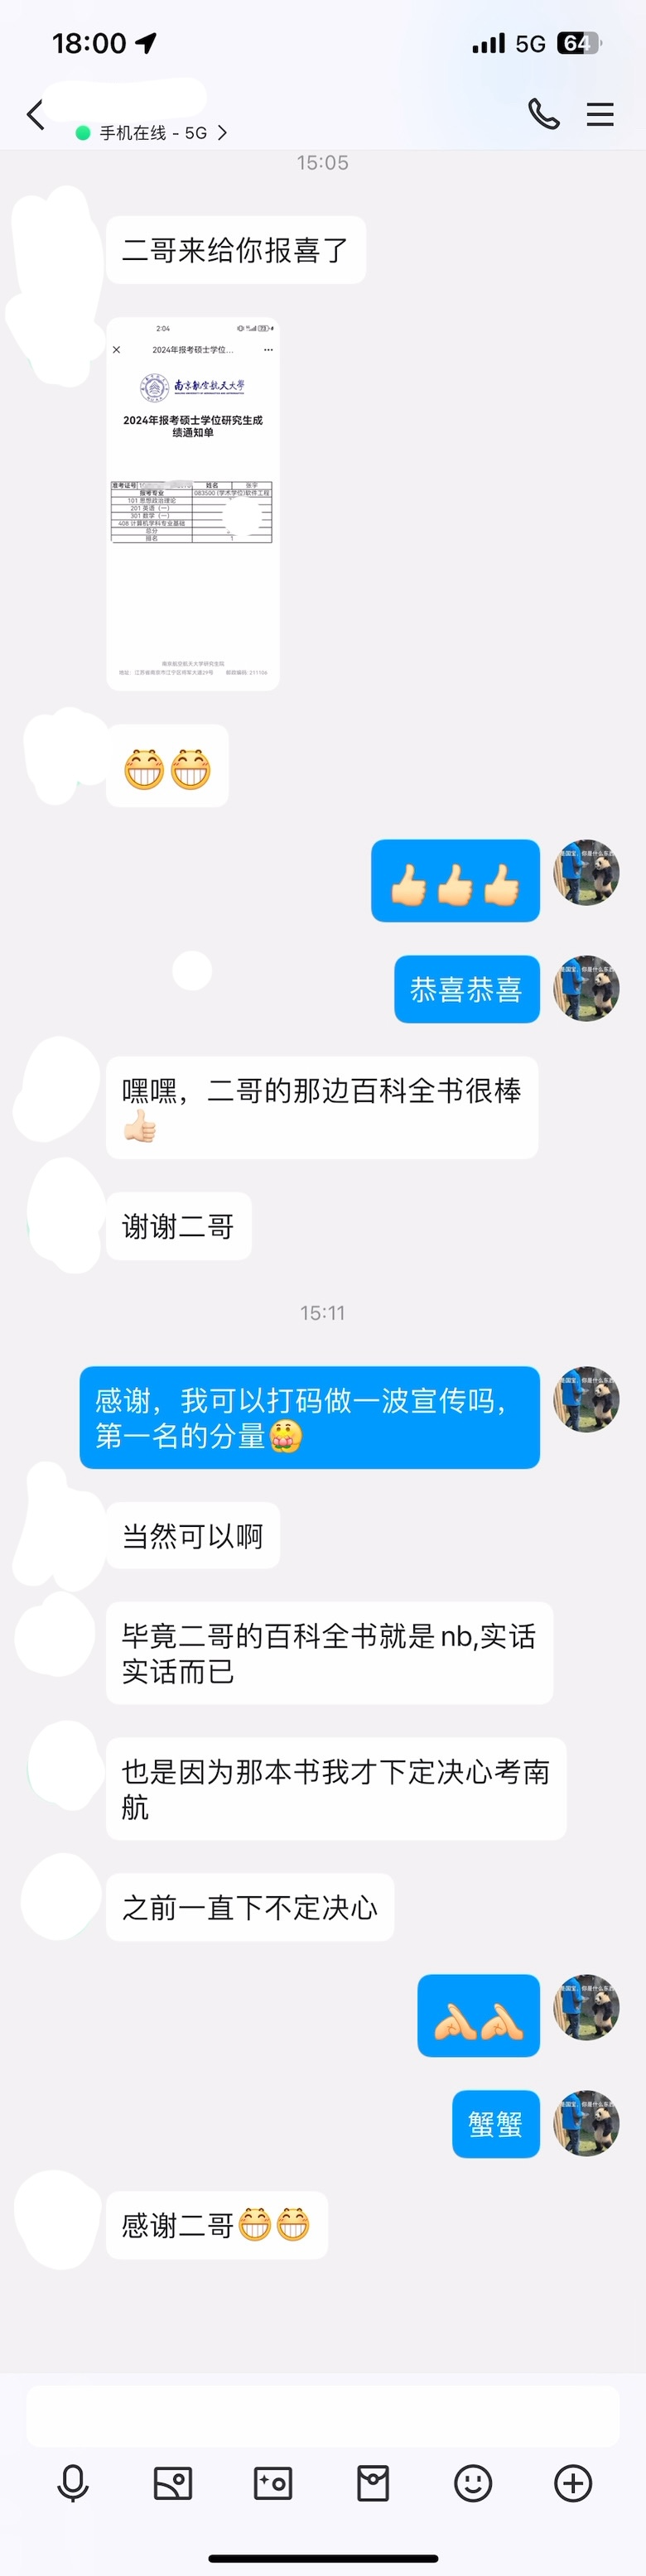 18:00
5G
64
手机在线 - 5G
15:05
二哥来给你报喜了
2:04
2024年报考硕士学位...
南京航空航天大学
2024年报考硕士学位研究生成
绩通知单
准考证号
姓名
张宇
报考专业
083500 (学术学位)软件工程
101 思想政治理论
201 英语（一）
301 数学（一）
408 计算机学科专业基础
总分
排名
1
南京航空航天大学研究生院
地址：江苏省南京市江宁区将军大道29号 邮政编码: 211106
恭喜恭喜
嘿嘿，二哥的那边百科全书很棒
谢谢二哥
15:11
感谢，我可以打码做一波宣传吗，
第一名的分量
当然可以啊
毕竟二哥的百科全书就是 nb,实话
实话而已
也是因为那本书我才下定决心考南
航
之前一直下不定决心
蟹蟹
感谢二哥